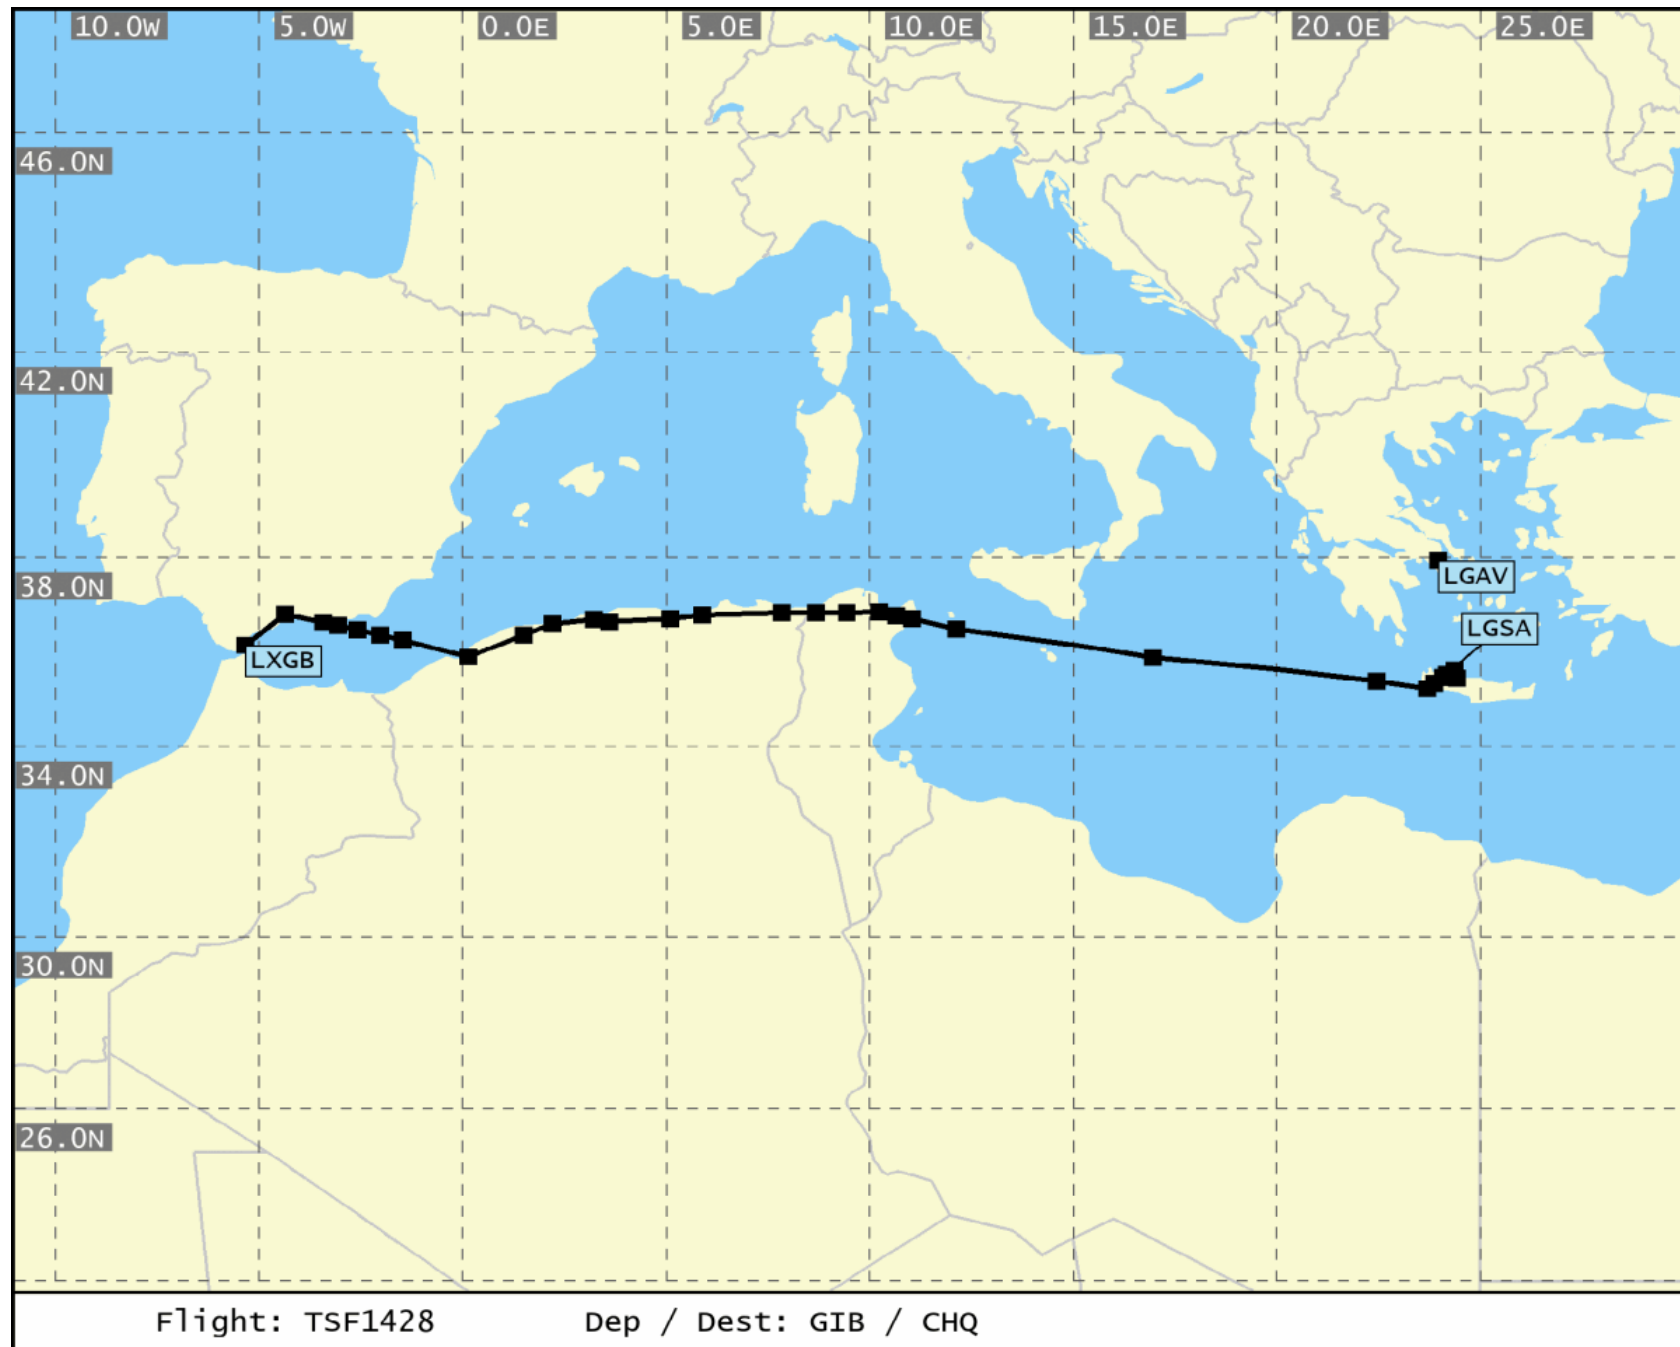 10.0W 5.0W 0.0E 5.0E 10.0E 15.0E 20.0E 25.0E
46.0N
42.0N
38.0N
LGAV
LGSA
LXGB
34.0N
30.0N
26.0N
Flight: TSF1428 Dep / Dest: GIB / CHQ